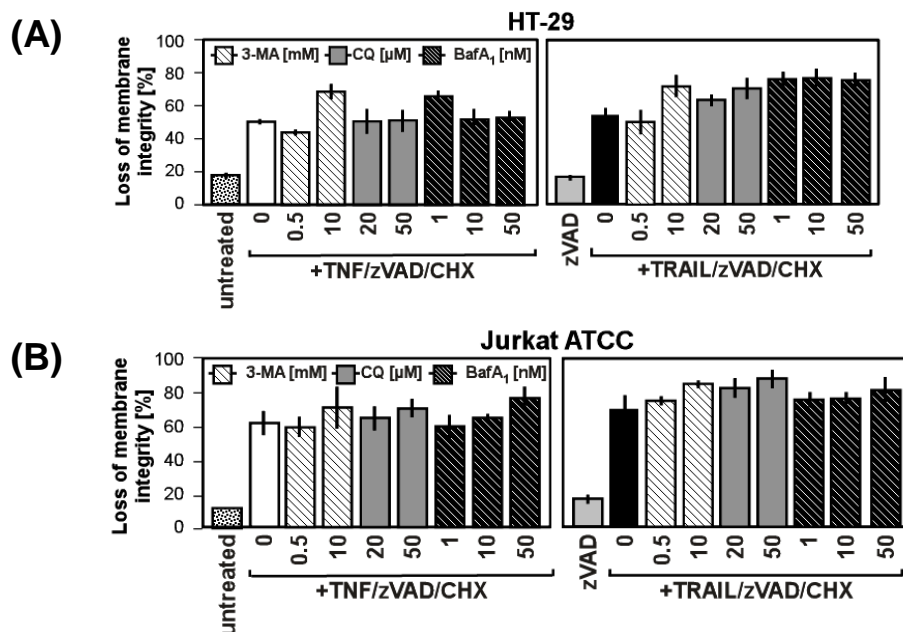 (A)
HT-29
Loss of membrane
integrity [%]
100
80
60
40
20
0
3-MA [mM] CQ [µM] BafA1 [nM]
untreated 0 0.5 10 20 50 1 10 50
+TNF/zVAD/CHX
zVAD 0 0.5 10 20 50 1 10 50
+TRAIL/zVAD/CHX
(B)
Jurkat ATCC
Loss of membrane
integrity [%]
100
80
60
40
20
0
3-MA [mM] CQ [µM] BafA1 [nM]
untreated 0 0.5 10 20 50 1 10 50
+TNF/zVAD/CHX
zVAD 0 0.5 10 20 50 1 10 50
+TRAIL/zVAD/CHX